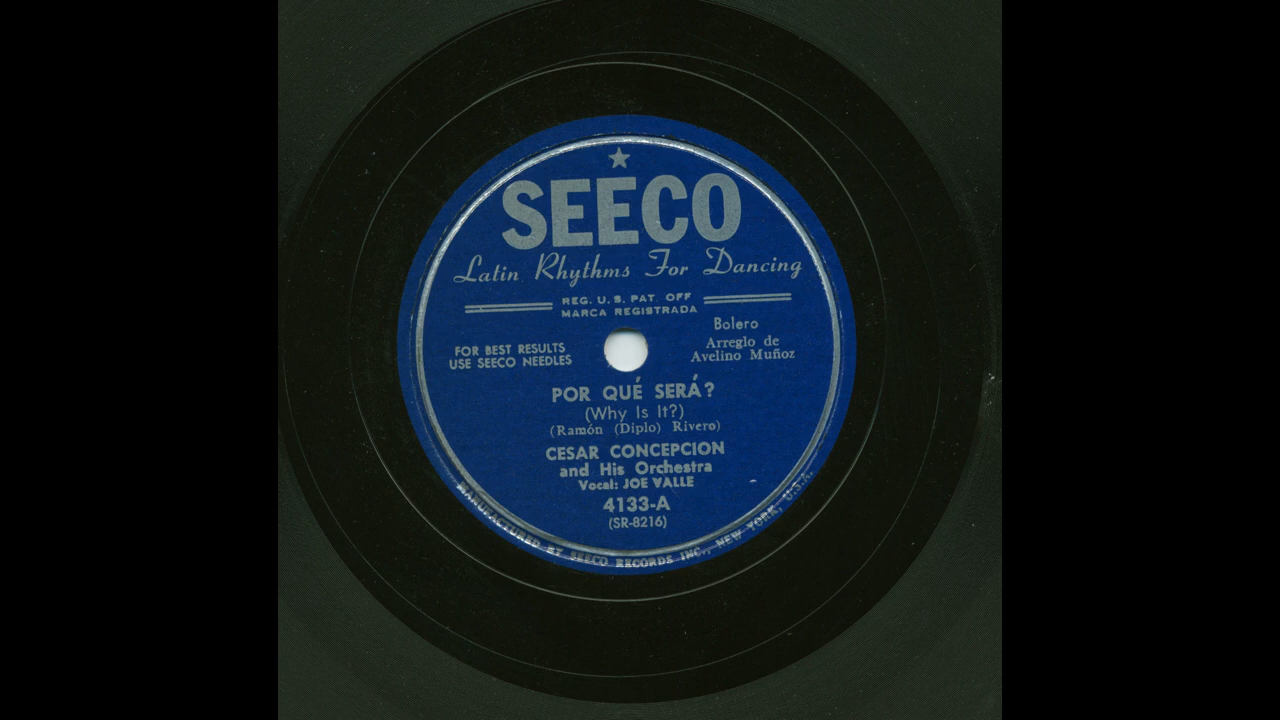 SEECO
Latin Rhythms For Dancing
REG. U.S. PAT. OFF
MARCA REGISTRADA
FOR BEST RESULTS
USE SEECO NEEDLES
Bolero
Arreglo de
Avelino Muñoz
POR QUÉ SERÁ?
(Why Is It?)
(Ramón (Diplo) Rivero)
CESAR CONCEPCION
and His Orchestra
Vocal: JOE VALLE
4133-A
(SR-8216)
MANUFACTURED BY SEECO RECORDS INC., NEW YORK, U.S.A.